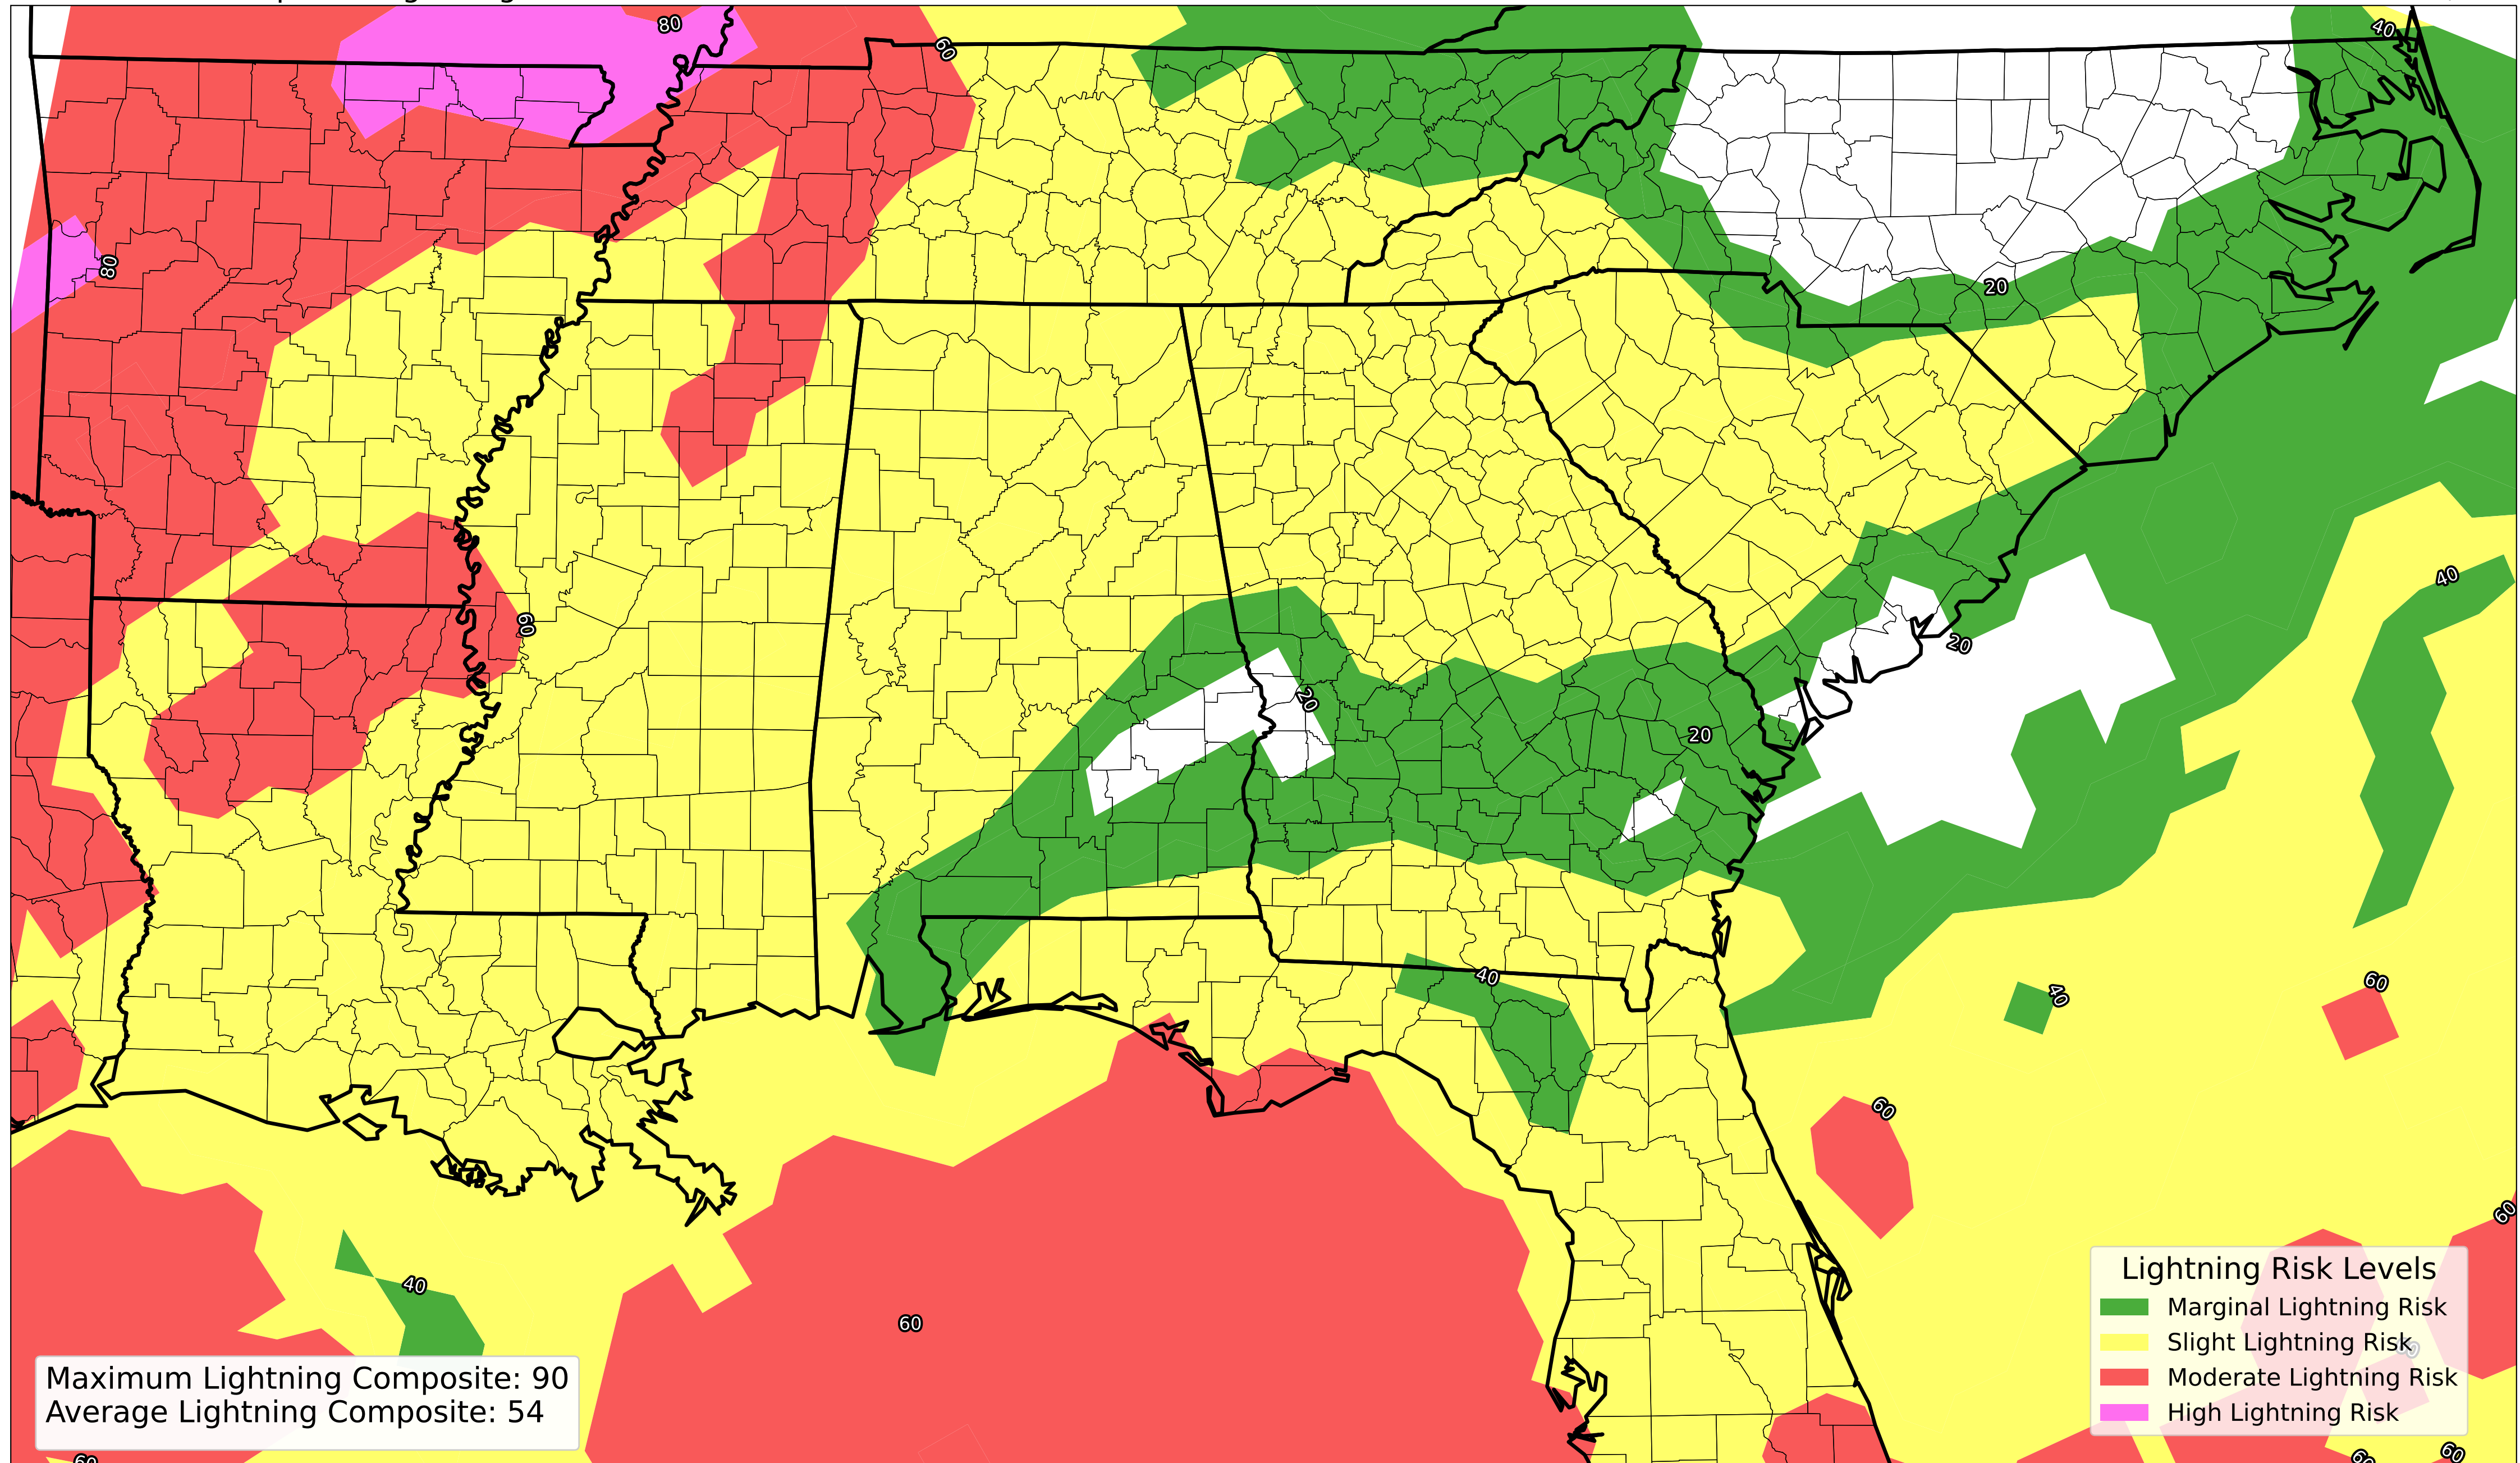 80
60
40
80
20
40
60
20
20
20
40
60
40
60
60
40
60
Lightning Risk Levels
Marginal Lightning Risk
Slight Lightning Risk
Moderate Lightning Risk
High Lightning Risk
Maximum Lightning Composite: 90
Average Lightning Composite: 54
60